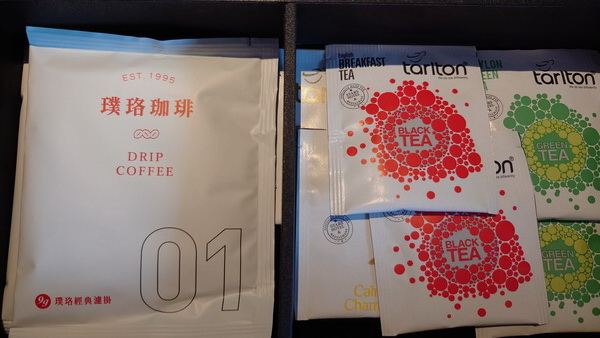 EST. 1995
璞珞珈琲
DRIP
COFFEE
01
9g 璞珞經典濾掛
English
BREAKFAST
TEA
tarlton
BLACK
TEA
BLACK
TEA
tarlton
GREEN
TEA
GREEN
TEA